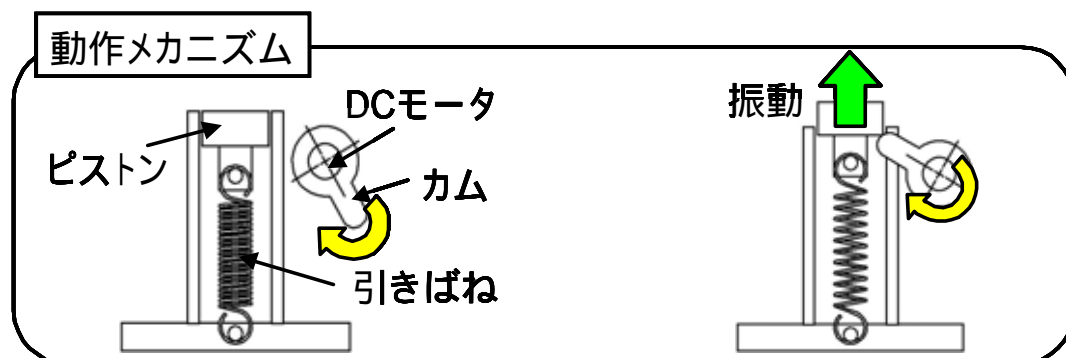 動作メカニズム
DCモータ
振動
ピストン
カム
引きばね